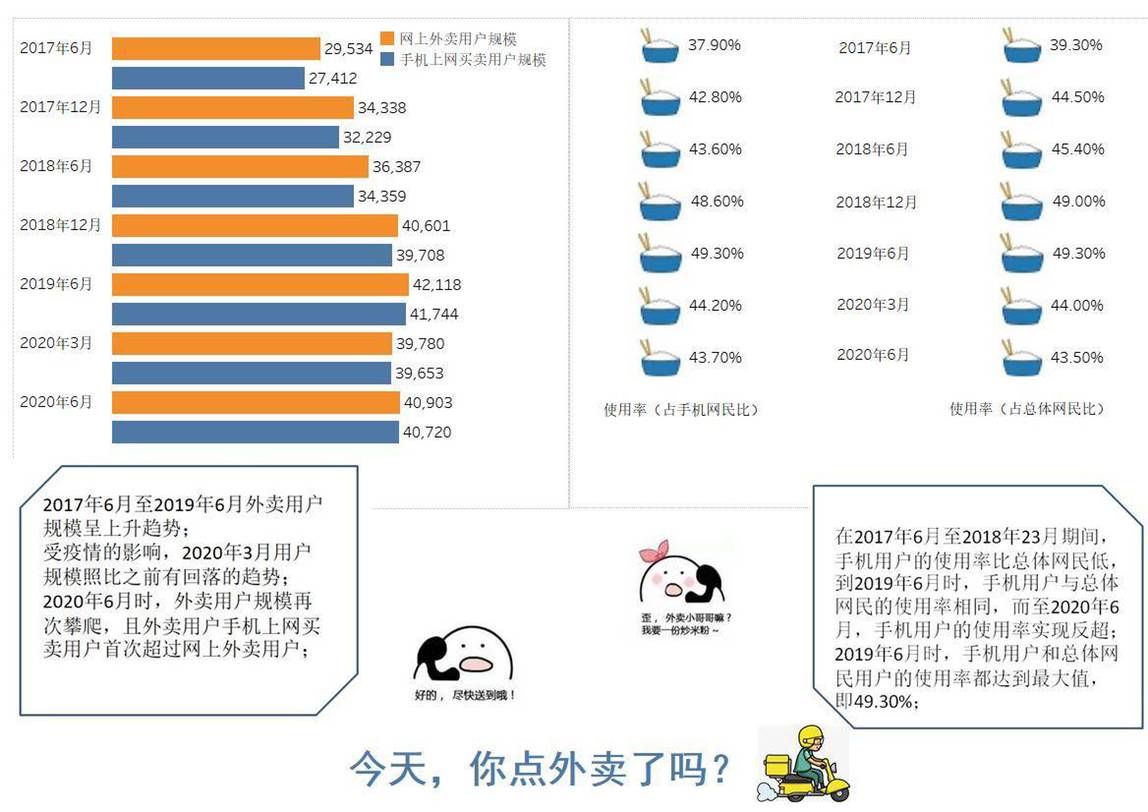 网上外卖用户规模
手机上网买卖用户规模
2017年6月
29,534
27,412
2017年12月
34,338
32,229
2018年6月
36,387
34,359
2018年12月
40,601
39,708
2019年6月
42,118
41,744
2020年3月
39,780
39,653
2020年6月
40,903
40,720
37.90% 2017年6月 39.30%
42.80% 2017年12月 44.50%
43.60% 2018年6月 45.40%
48.60% 2018年12月 49.00%
49.30% 2019年6月 49.30%
44.20% 2020年3月 44.00%
43.70% 2020年6月 43.50%
使用率（占手机网民比） 使用率（占总体网民比）
2017年6月至2019年6月外卖用户
规模呈上升趋势；
受疫情的影响，2020年3月用户
规模照比之前有回落的趋势；
2020年6月时，外卖用户规模再
次攀爬，且外卖用户手机上网买
卖用户首次超过网上外卖用户；
好的，尽快送到哦！
歪，外卖小哥哥嘛？
我要一份炒米粉～
在2017年6月至2018年23月期间，
手机用户的使用率比总体网民低，
到2019年6月时，手机用户与总体
网民的使用率相同，而至2020年6
月，手机用户的使用率实现反超；
2019年6月时，手机用户和总体网
民用户的使用率都达到最大值，
即49.30%；
今天，你点外卖了吗？